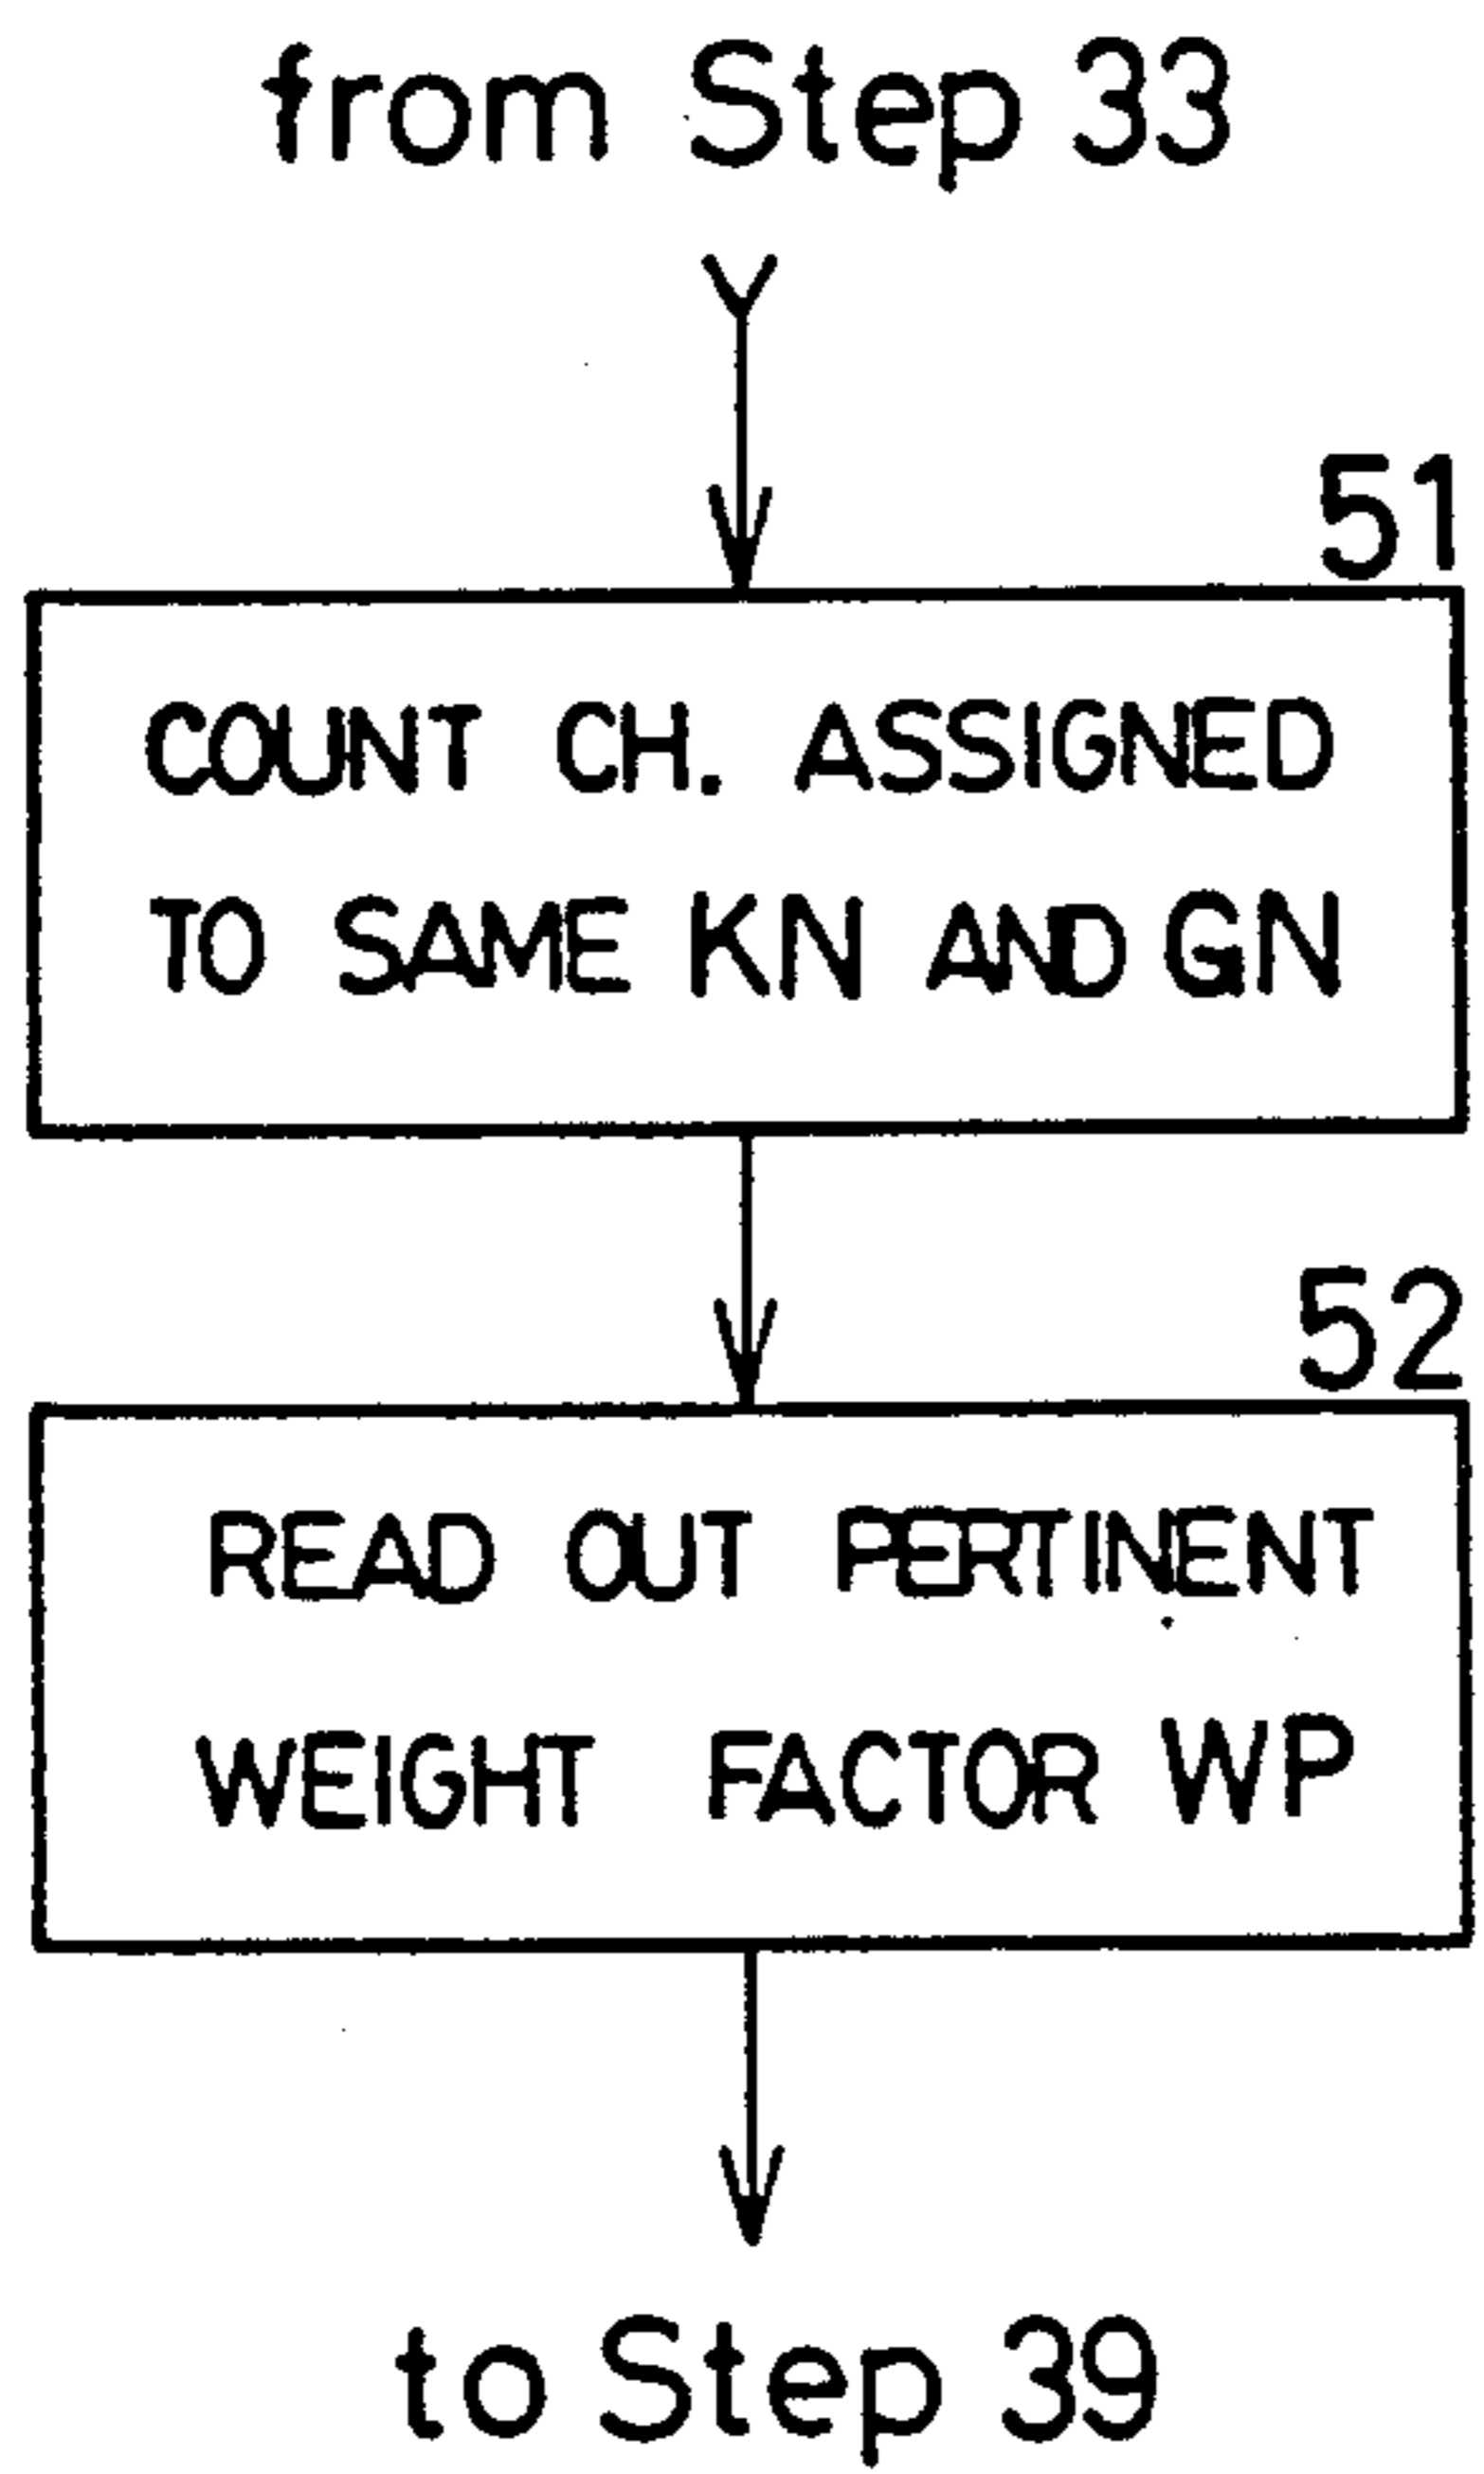 from Step 33
Y
51
COUNT CH. ASSIGNED
TO SAME KN AND GN
52
READ OUT PERTINENT
WEIGHT FACTOR WP
to Step 39